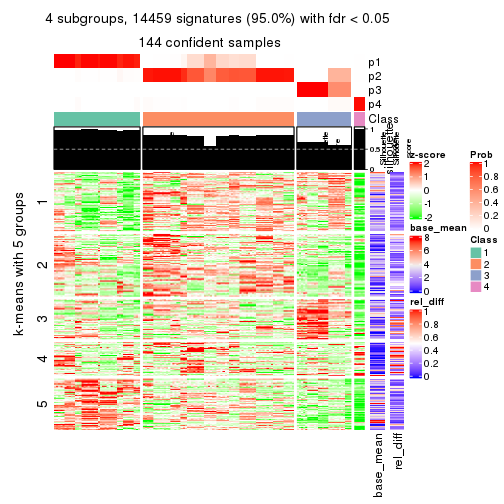 4 subgroups, 14459 signatures (95.0%) with fdr < 0.05
144 confident samples
p1
p2
p3
p4
Class
1
0.5
0
silhouettes
k-means with 5 groups
1
2
3
4
5
base_mean
rel_diff
z-score
2
1
0
-1
-2
base_mean
8
6
4
2
0
rel_diff
1
0.8
0.6
0.4
0.2
0
Prob
1
0.8
0.6
0.4
0.2
0
Class
1
2
3
4